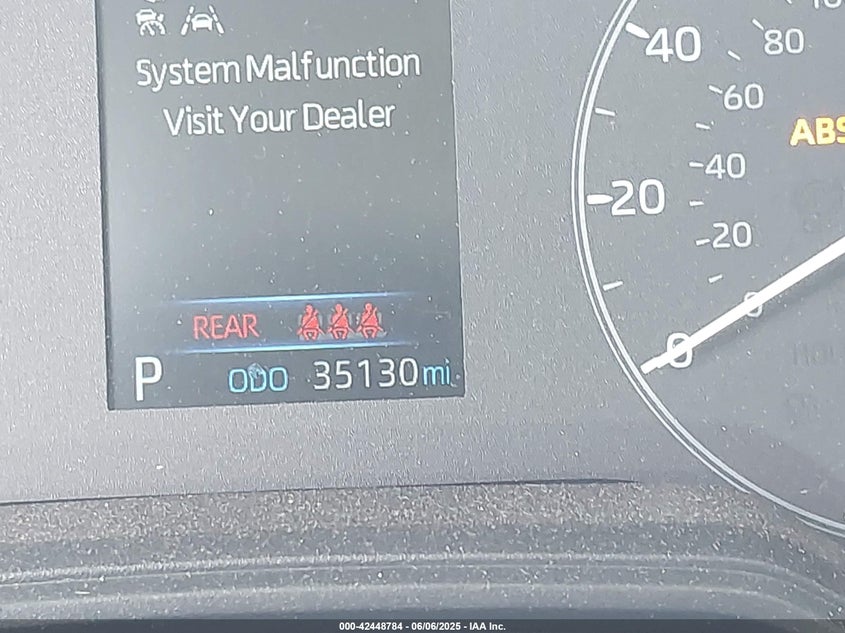 System Malfunction
Visit Your Dealer
REAR
P ODO 35130 mi
40
20
0
80
60
40
20
0
ABS
000-42448784 - 06/06/2025 - IAA Inc.